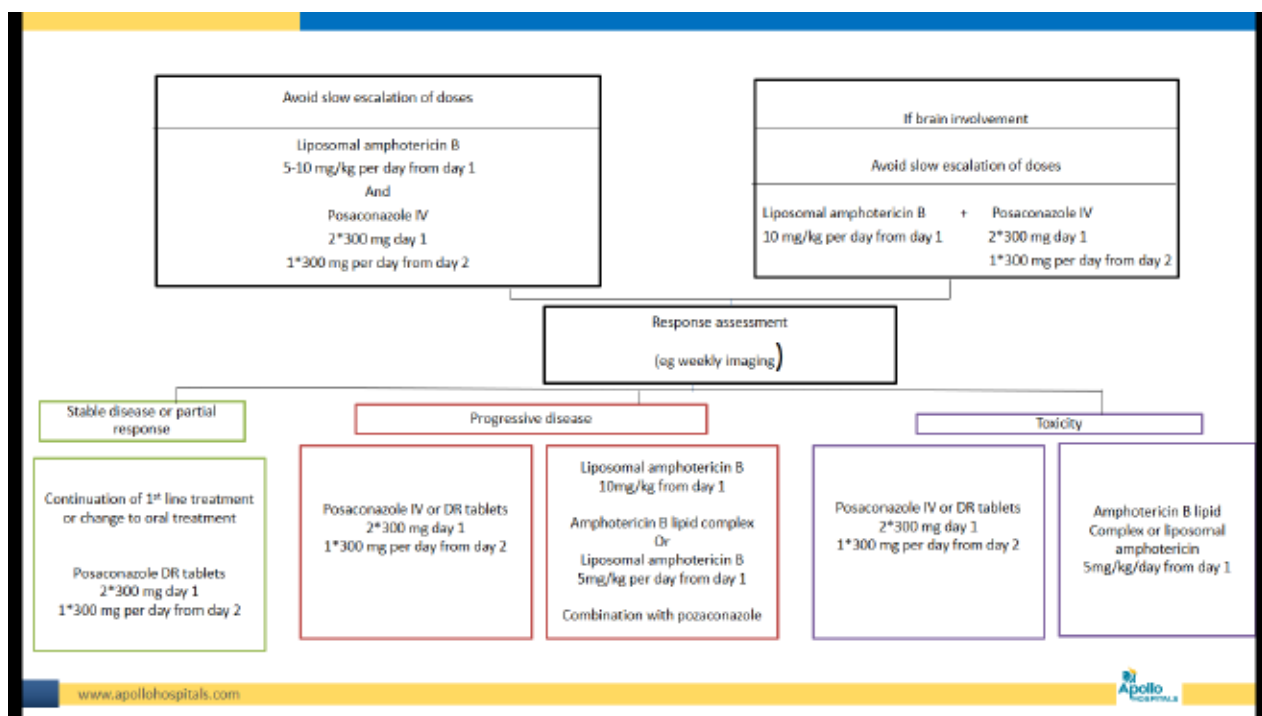 Avoid slow escalation of doses
Liposomal amphotericin B
5-10 mg/kg per day from day 1
And
Posaconazole IV
2*300 mg day 1
1*300 mg per day from day 2
If brain involvement
Avoid slow escalation of doses
Liposomal amphotericin B + Posaconazole IV
10 mg/kg per day from day 1 2*300 mg day 1
1*300 mg per day from day 2
Response assessment
(eg weekly imaging)
Stable disease or partial
response
Continuation of 1st line treatment
or change to oral treatment
Posaconazole DR tablets
2*300 mg day 1
1*300 mg per day from day 2
Progressive disease
Posaconazole IV or DR tablets
2*300 mg day 1
1*300 mg per day from day 2
Liposomal amphotericin B
10mg/kg from day 1
Amphotericin B lipid complex
Or
Liposomal amphotericin B
5mg/kg per day from day 1
Combination with pozaconazole
Toxicity
Posaconazole IV or DR tablets
2*300 mg day 1
1*300 mg per day from day 2
Amphotericin B lipid
Complex or liposomal
amphotericin
5mg/kg/day from day 1
www.apollohospitals.com
Apollo
HOSPITALS